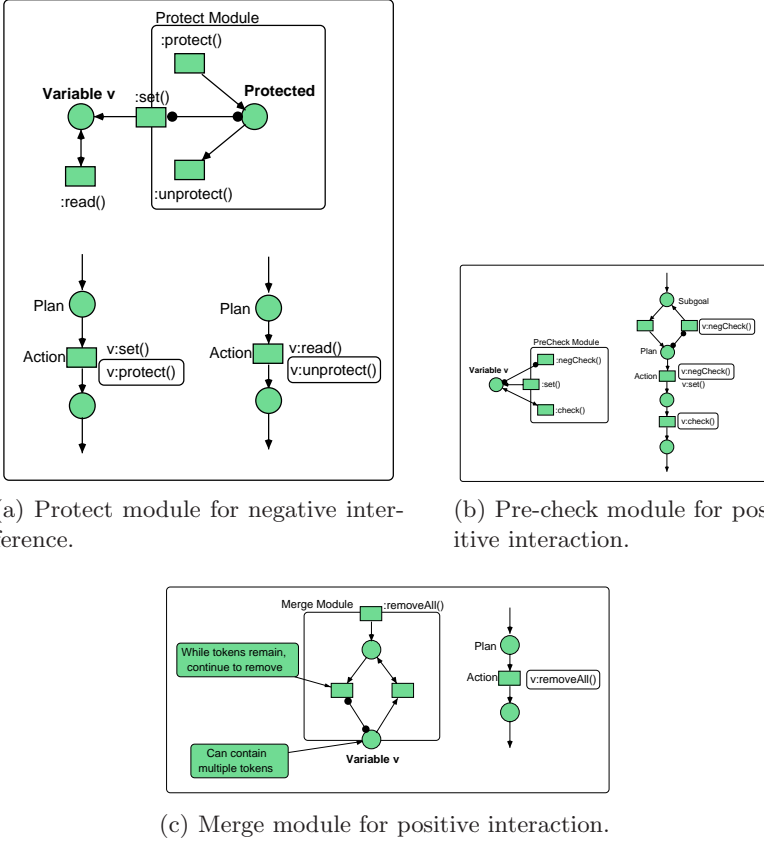 Protect Module
:protect()
Variable v
:set()
Protected
:unprotect()
:read()
Plan
Action
v:set()
v:protect()
Plan
Action
v:read()
v:unprotect()
(a) Protect module for negative inter-
ference.
Subgoal
v:negCheck()
PreCheck Module
:negCheck()
Variable v
:set()
:check()
Plan
Action
v:negCheck()
v:set()
v:check()
(b) Pre-check module for pos-
itive interaction.
Merge Module
:removeAll()
While tokens remain,
continue to remove
Can contain
multiple tokens
Variable v
Plan
Action
v:removeAll()
(c) Merge module for positive interaction.